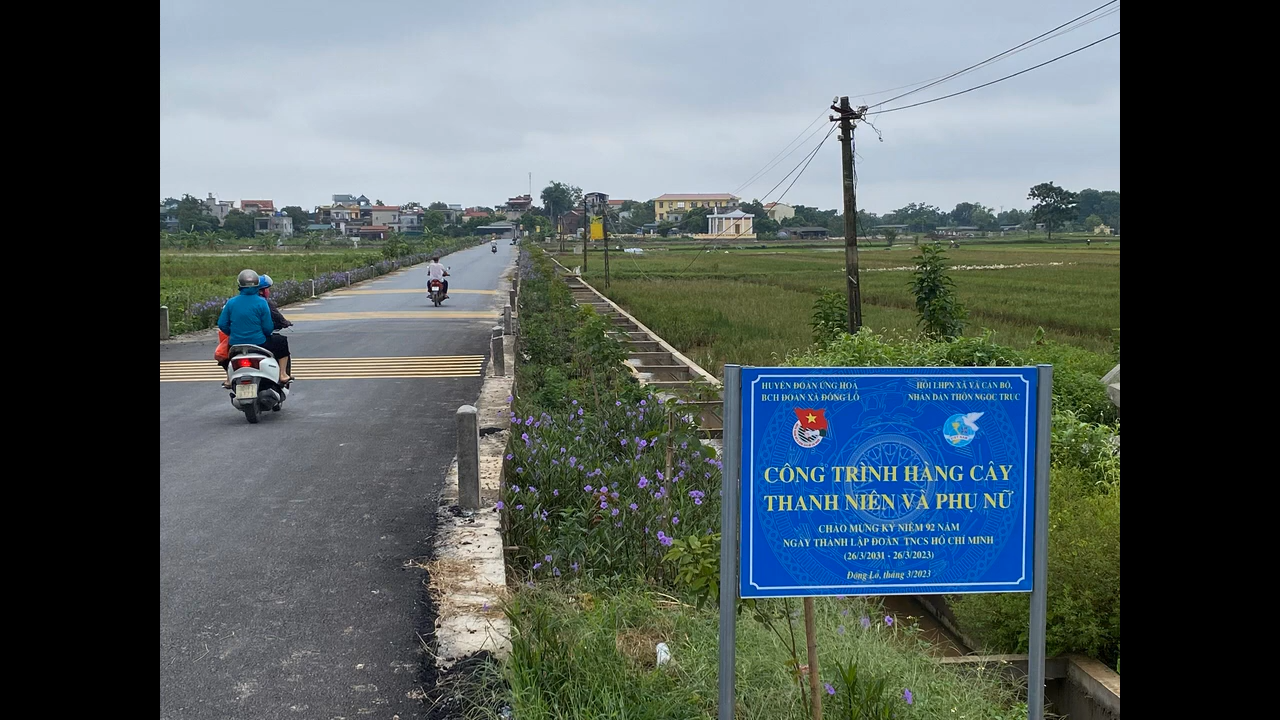 HUYỆN ĐOÀN ỨNG HÒA
BCH ĐOÀN XÃ ĐỒNG LỖ
HỘI LHPN XÃ VÀ CÁN BỘ,
NHÂN DÂN THÔN NGỌC TRỤC
CÔNG TRÌNH HÀNG CÂY
THANH NIÊN VÀ PHỤ NỮ
CHÀO MỪNG KỶ NIỆM 92 NĂM
NGÀY THÀNH LẬP ĐOÀN TNCS HỒ CHÍ MINH
(26/3/2031 - 26/3/2023)
Đồng Lỗ, tháng 3/2023